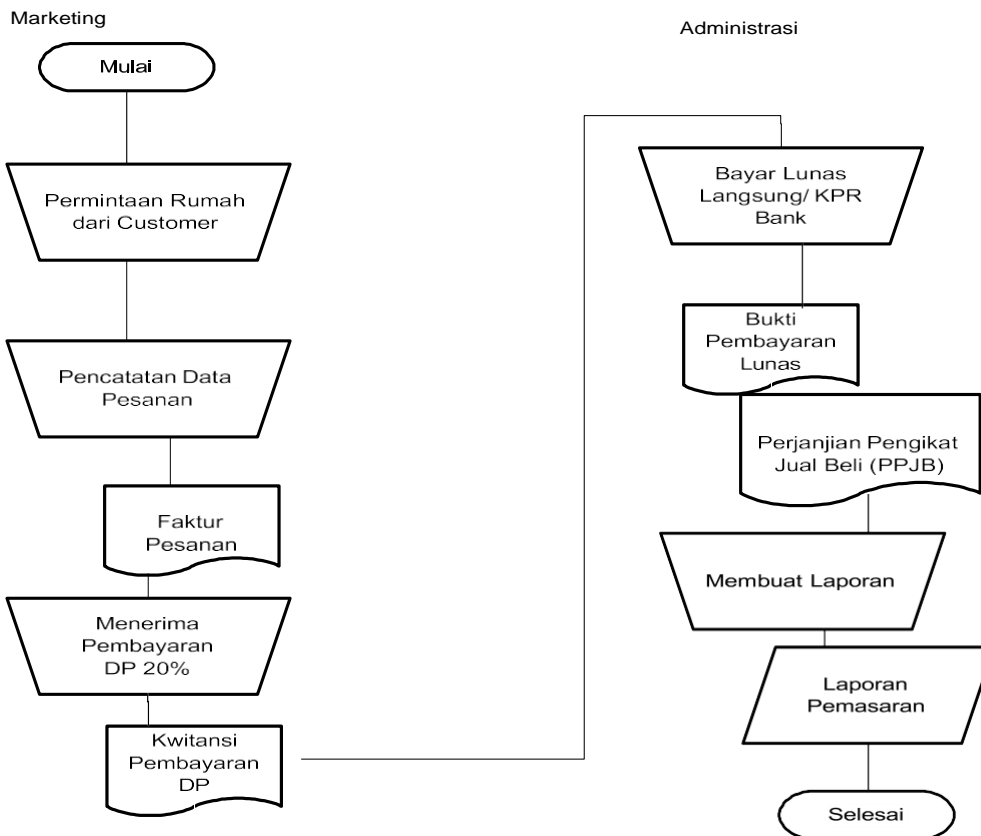 Marketing
Mulai
Permintaan Rumah
dari Customer
Pencatatan Data
Pesanan
Faktur
Pesanan
Menerima
Pembayaran
DP 20%
Kwitansi
Pembayaran
DP
Administrasi
Bayar Lunas
Langsung/ KPR
Bank
Bukti
Pembayaran
Lunas
Perjanjian Pengikat
Jual Beli (PPJB)
Membuat Laporan
Laporan
Pemasaran
Selesai